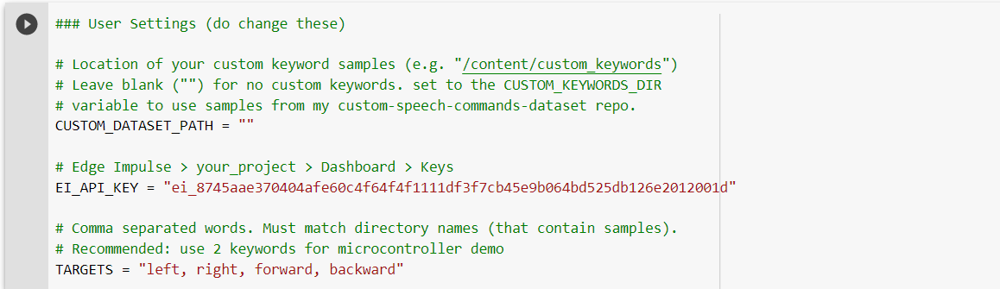 ### User Settings (do change these)
# Location of your custom keyword samples (e.g. "/content/custom_keywords")
# Leave blank ("") for no custom keywords. set to the CUSTOM_KEYWORDS_DIR
# variable to use samples from my custom-speech-commands-dataset repo.
CUSTOM_DATASET_PATH = ""
# Edge Impulse > your_project > Dashboard > Keys
EI_API_KEY = "ei_8745aae370404afe60c4f64f4f1111df3f7cb45e9b064bd525db126e2012001d"
# Comma separated words. Must match directory names (that contain samples).
# Recommended: use 2 keywords for microcontroller demo
TARGETS = "left, right, forward, backward"